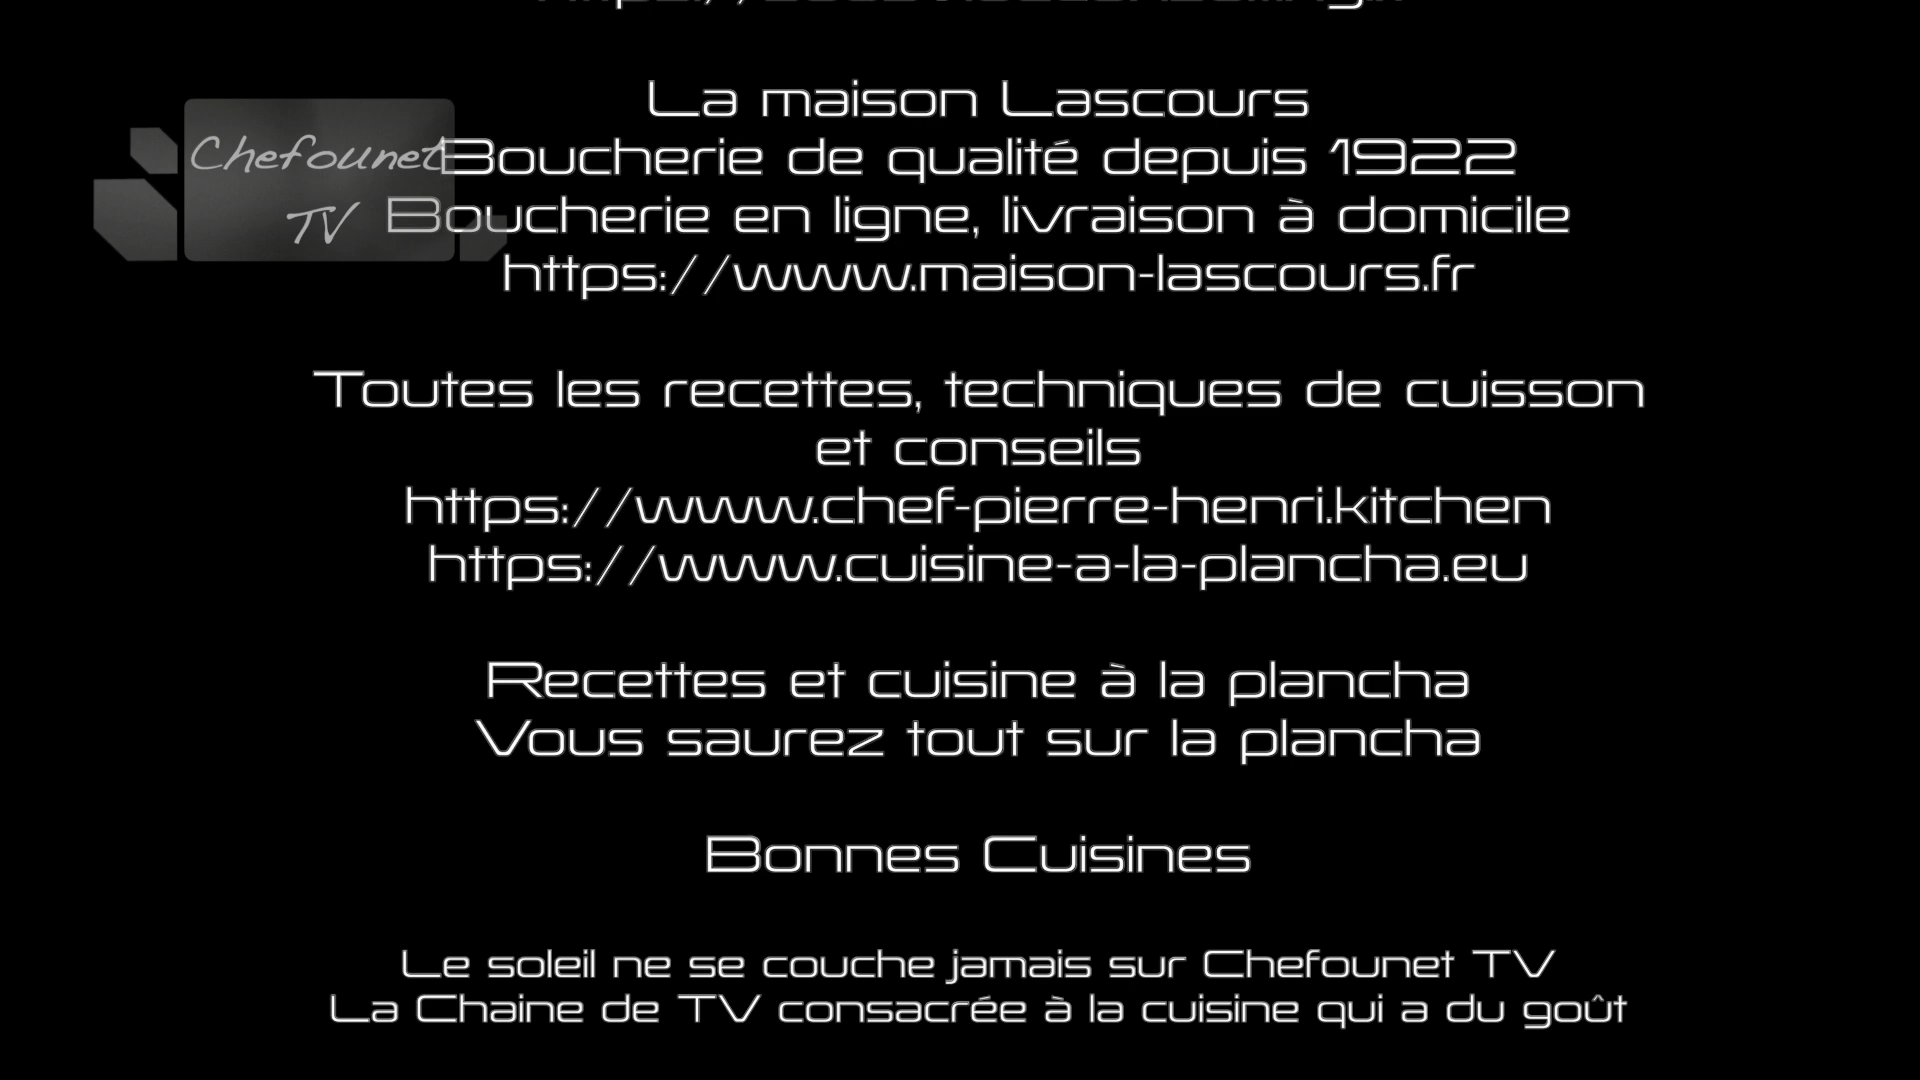 La maison Lascours
Chefounet
Boucherie de qualité depuis 1922
TV
Boucherie en ligne, livraison à domicile
https://www.maison-lascours.fr
Toutes les recettes, techniques de cuisson
et conseils
https://www.chef-pierre-henri.kitchen
https://www.cuisine-a-la-plancha.eu
Recettes et cuisine à la plancha
Vous saurez tout sur la plancha
Bonnes Cuisines
Le soleil ne se couche jamais sur Chefounet TV
La Chaine de TV consacrée à la cuisine qui a du goût